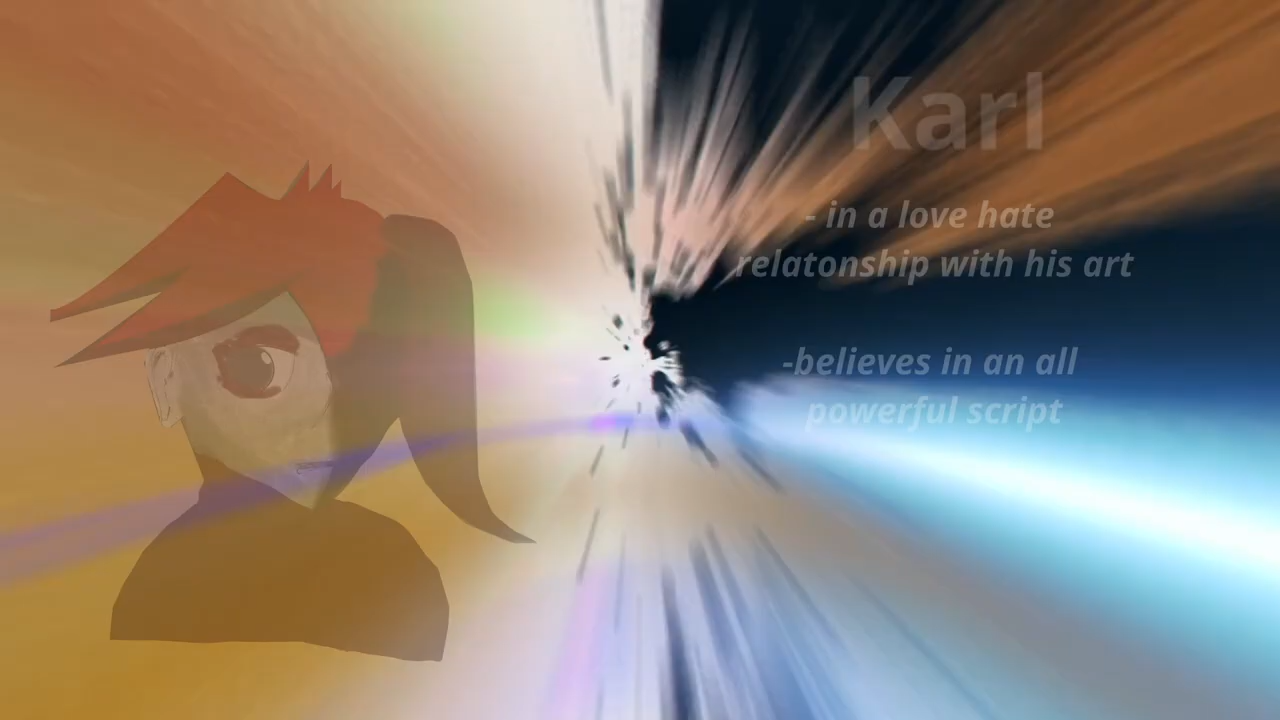 Karl
- in a love hate
relatonship with his art
-believes in an all
powerful script